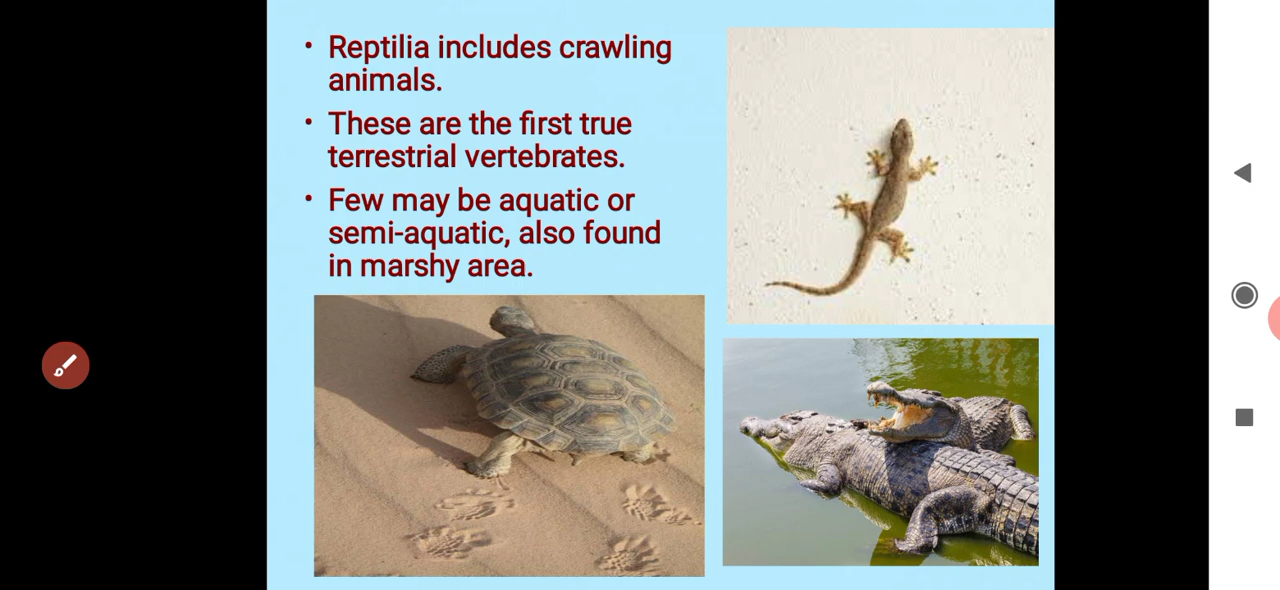 • Reptilia includes crawling
animals.
• These are the first true
terrestrial vertebrates.
• Few may be aquatic or
semi-aquatic, also found
in marshy area.